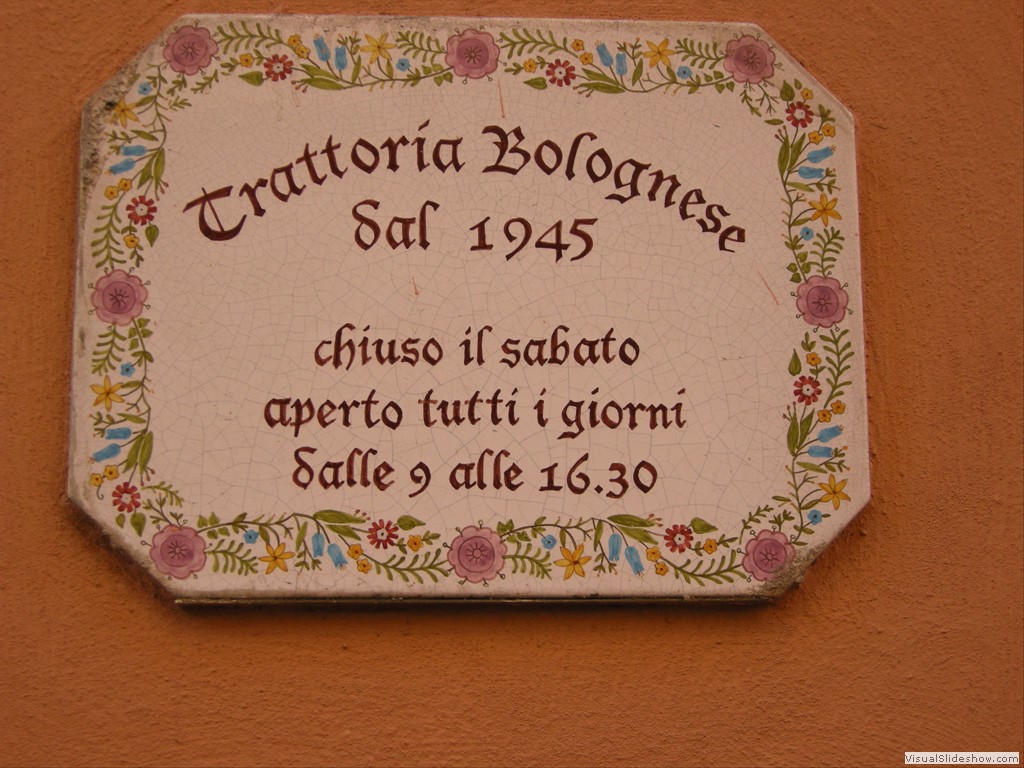 Trattoria Bolognese
dal 1945
chiuso il sabato
aperto tutti i giorni
dalle 9 alle 16.30
VisualSlideshow.com